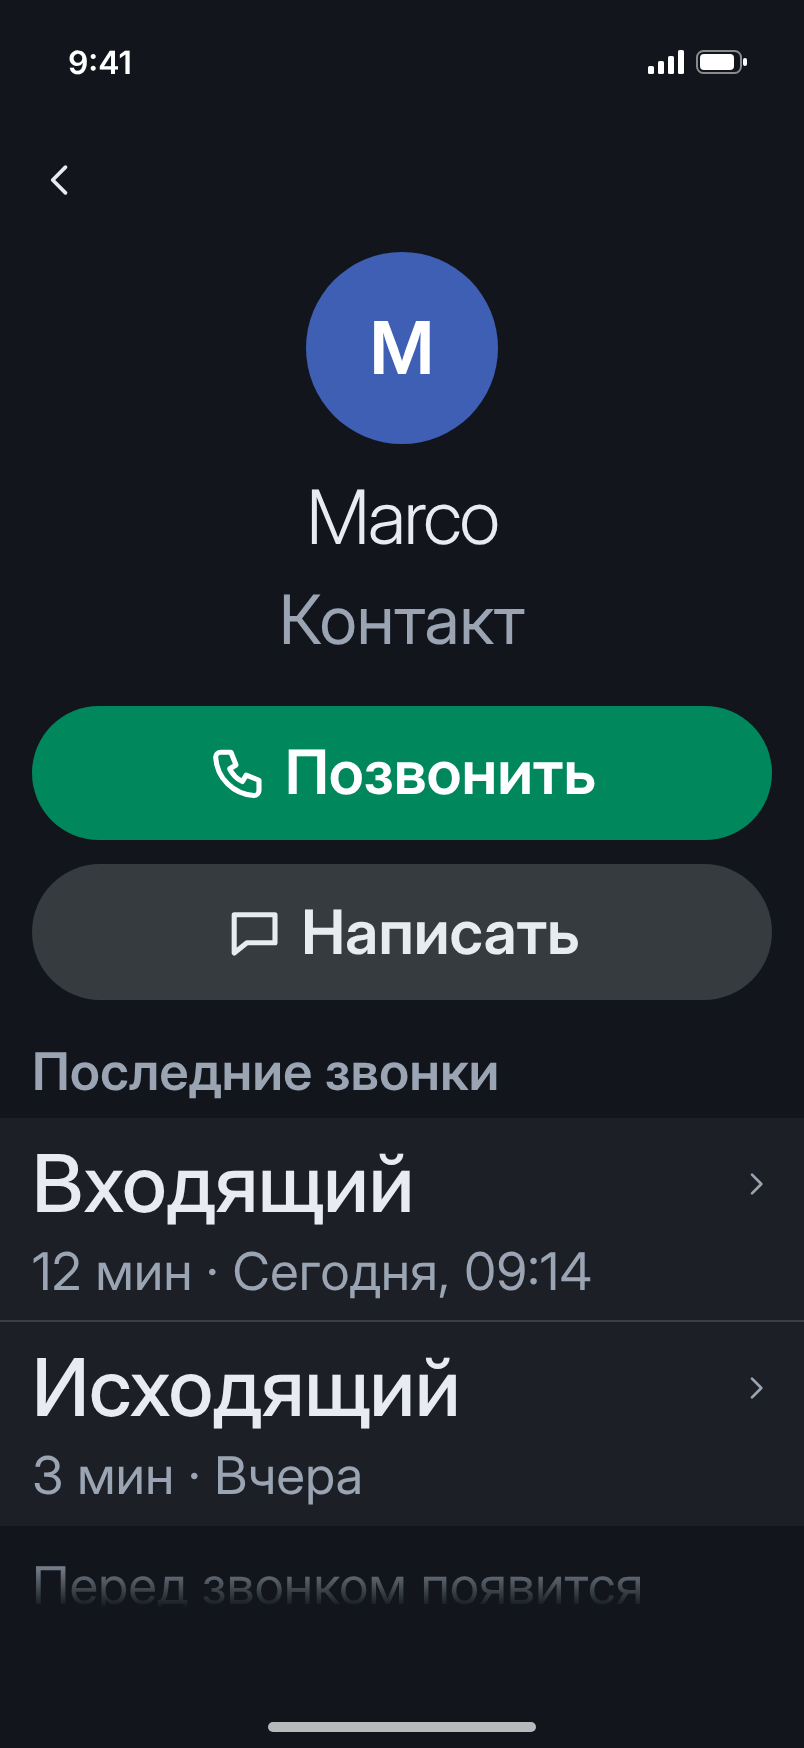 9:41
M
Marco
Контакт
Позвонить
Написать
Последние звонки
Входящий
12 мин · Сегодня, 09:14
Исходящий
3 мин · Вчера
Перед звонком появится